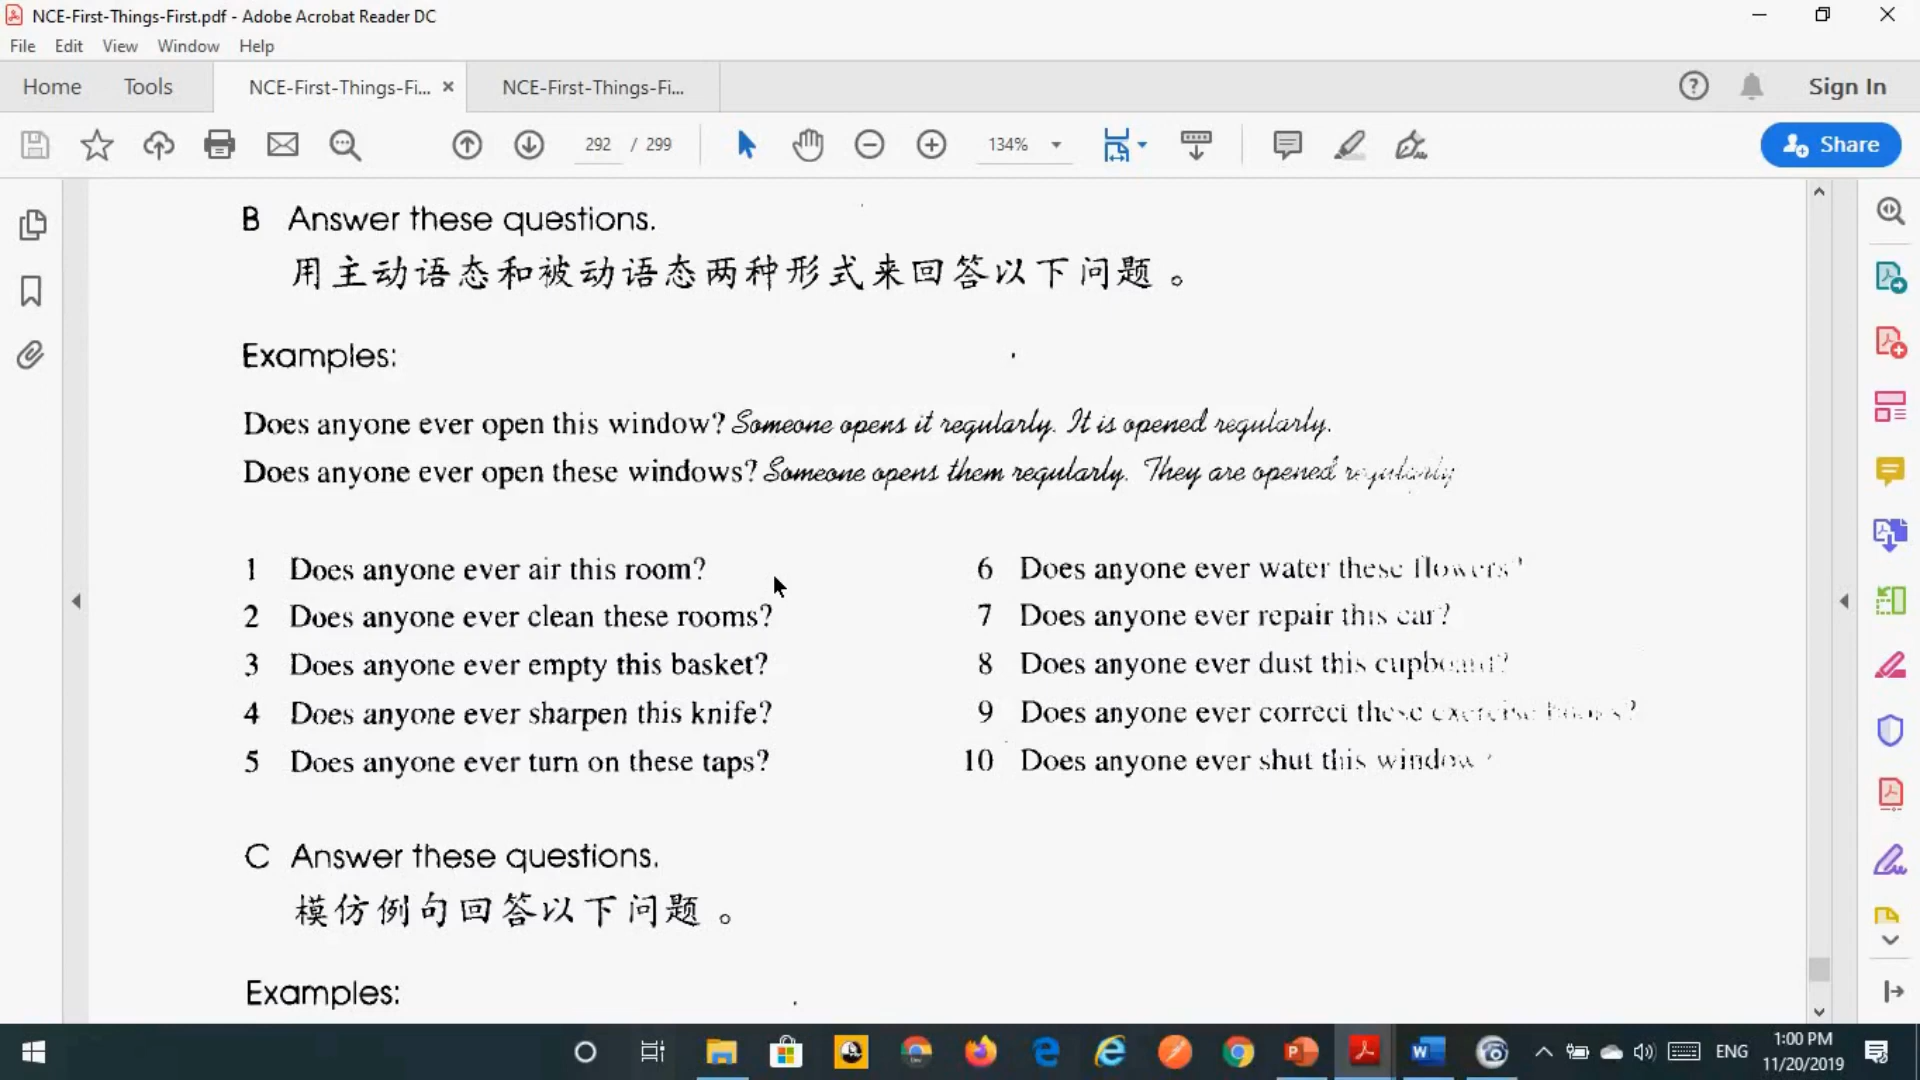 NCE-First-Things-First.pdf - Adobe Acrobat Reader DC
File Edit View Window Help
Home Tools NCE-First-Things-Fi... × NCE-First-Things-Fi... Sign In
292 / 299 134% Share
B Answer these questions.
用主动语态和被动语态两种形式来回答以下问题。
Examples:
Does anyone ever open this window? Someone opens it regularly. It is opened regularly.
Does anyone ever open these windows? Someone opens them regularly. They are opened regularly
1 Does anyone ever air this room?
2 Does anyone ever clean these rooms?
3 Does anyone ever empty this basket?
4 Does anyone ever sharpen this knife?
5 Does anyone ever turn on these taps?
6 Does anyone ever water these flowers?
7 Does anyone ever repair this car?
8 Does anyone ever dust this cupboard?
9 Does anyone ever correct these exercise books?
10 Does anyone ever shut this window?
C Answer these questions.
模仿例句回答以下问题。
Examples:
ENG 1:00 PM
11/20/2019